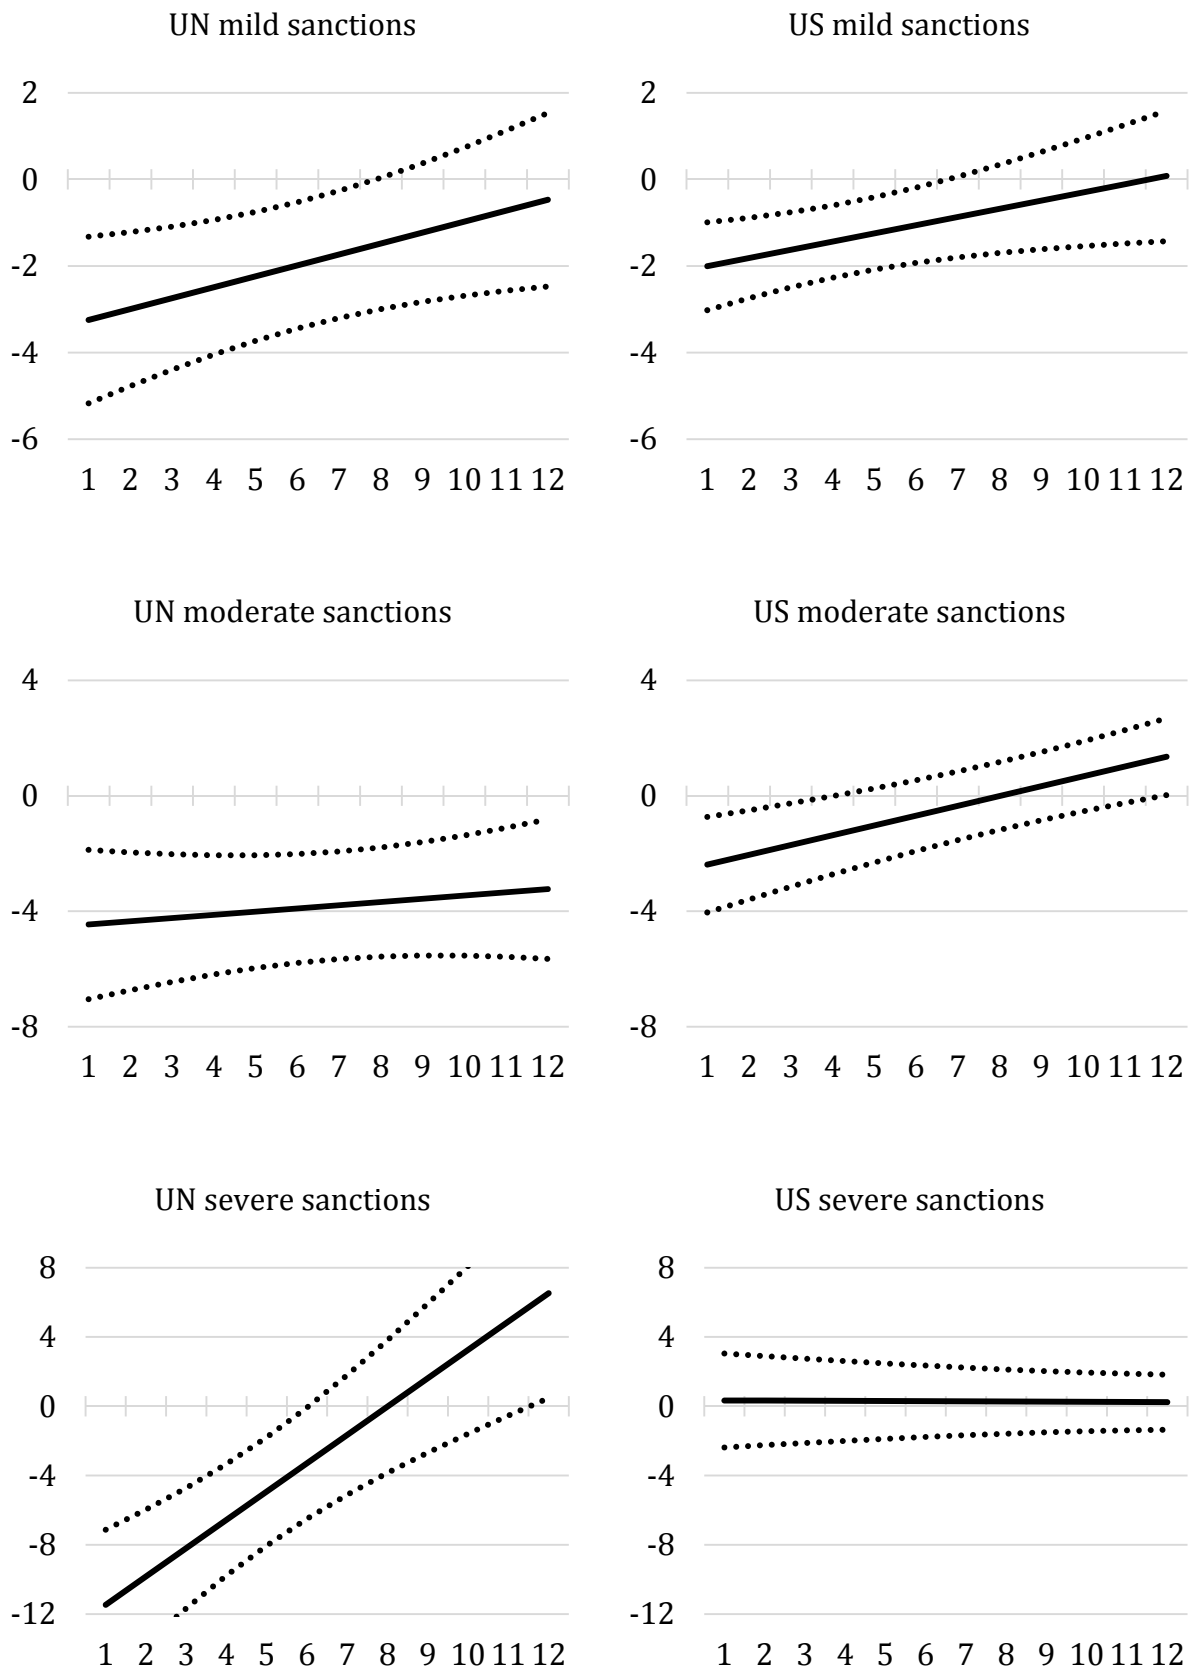 UN mild sanctions
2
0
-2
-4
-6
1 2 3 4 5 6 7 8 9 10 11 12
US mild sanctions
2
0
-2
-4
-6
1 2 3 4 5 6 7 8 9 10 11 12
UN moderate sanctions
4
0
-4
-8
1 2 3 4 5 6 7 8 9 10 11 12
US moderate sanctions
4
0
-4
-8
1 2 3 4 5 6 7 8 9 10 11 12
UN severe sanctions
8
4
0
-4
-8
-12
1 2 3 4 5 6 7 8 9 10 11 12
US severe sanctions
8
4
0
-4
-8
-12
1 2 3 4 5 6 7 8 9 10 11 12